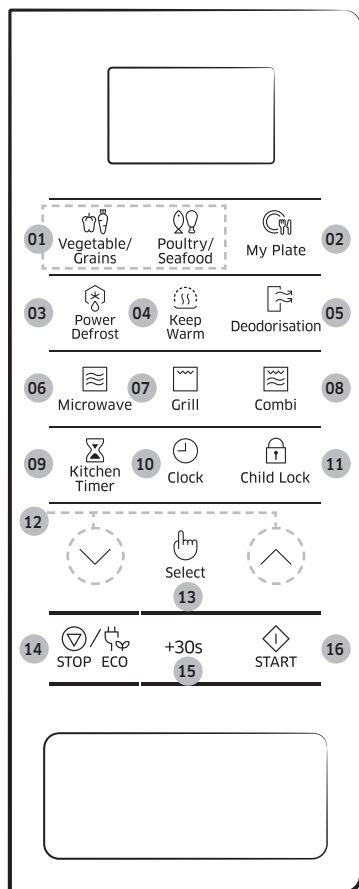 01
Vegetable/
Grains
Poultry/
Seafood
My Plate
02
03
Power
Defrost
04
Keep
Warm
Deodorisation
05
06
Microwave
07
Grill
Combi
08
09
Kitchen
Timer
10
Clock
Child Lock
11
12
Select
13
14
STOP / ECO
+30s
15
START
16